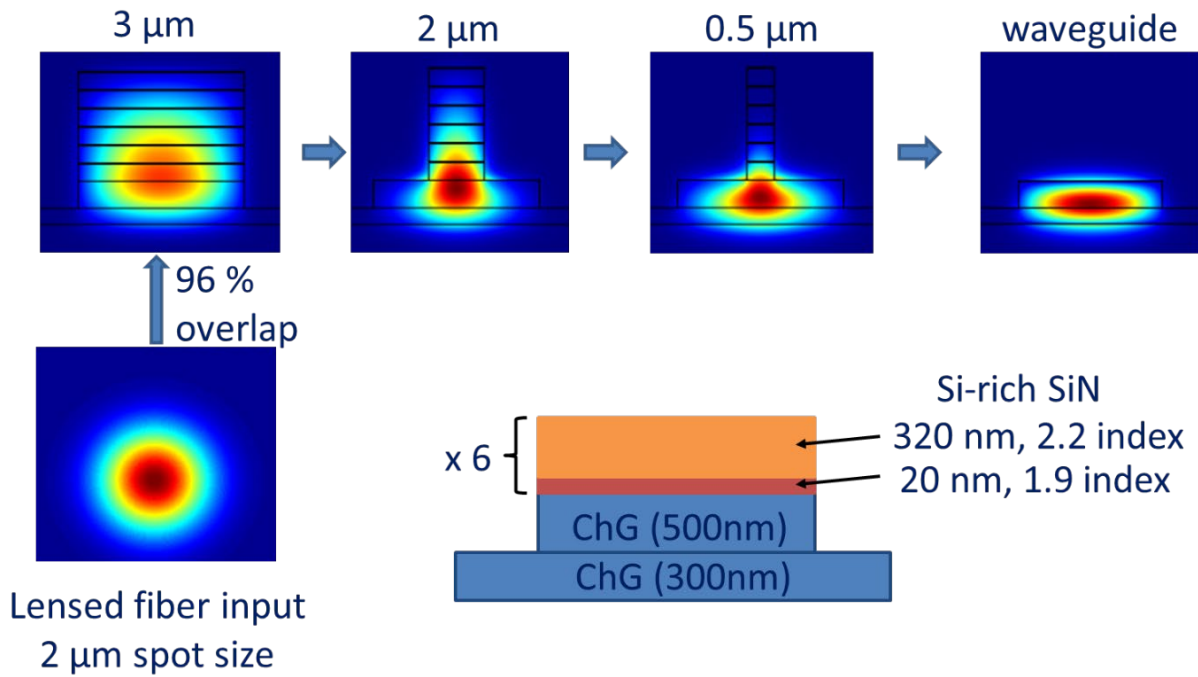 3 μm
2 μm
0.5 μm
waveguide
96 %
overlap
Lensed fiber input
2 μm spot size
Si-rich SiN
320 nm, 2.2 index
20 nm, 1.9 index
x 6
ChG (500nm)
ChG (300nm)